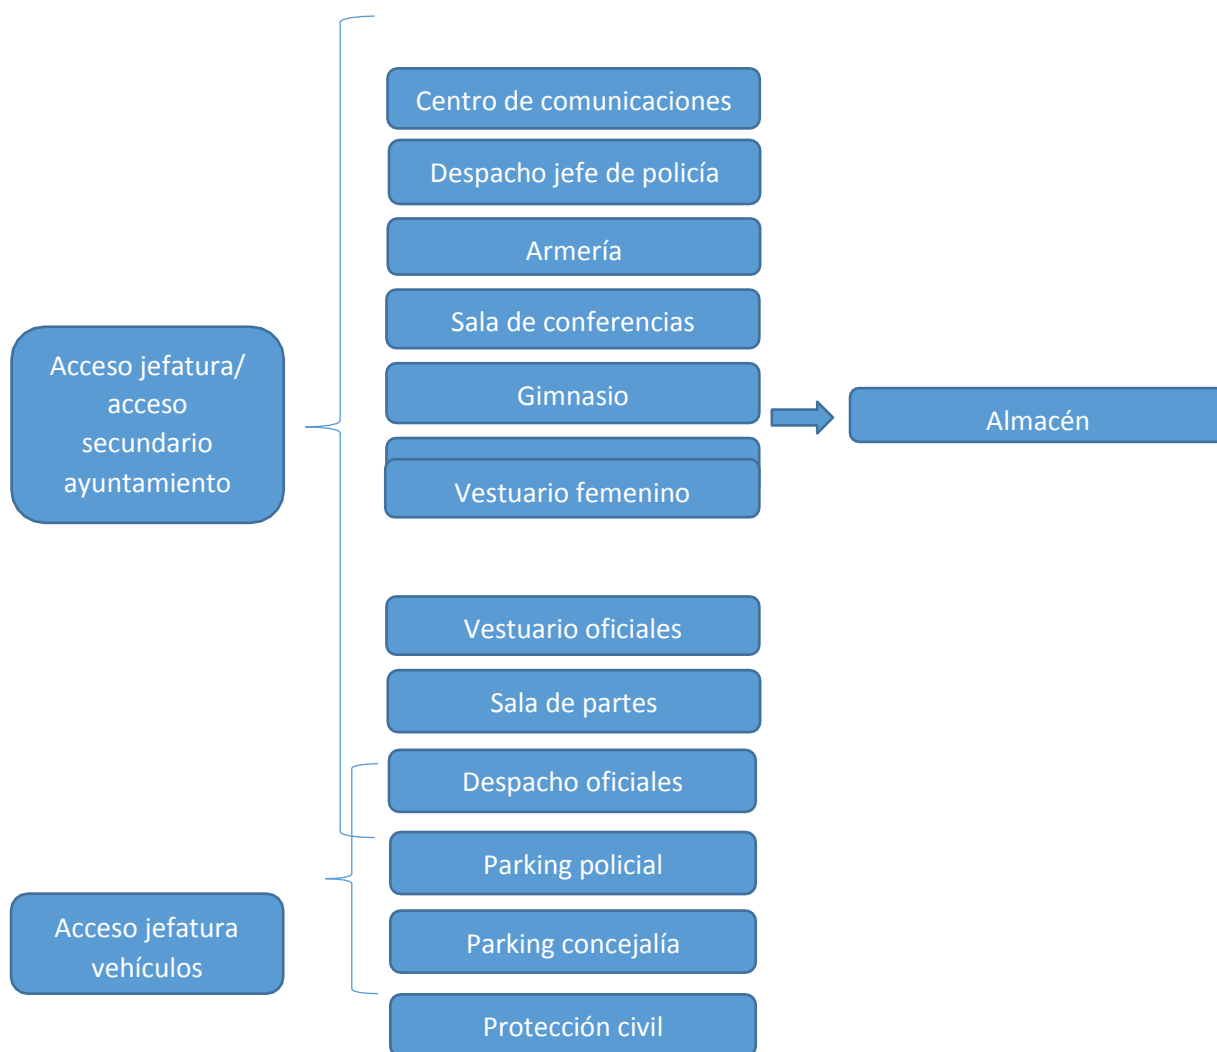 Centro de comunicaciones
Despacho jefe de policía
Armería
Sala de conferencias
Acceso jefatura/
acceso
secundario
ayuntamiento
Gimnasio
Almacén
Vestuario femenino
Vestuario oficiales
Sala de partes
Despacho oficiales
Parking policial
Acceso jefatura
vehículos
Parking concejalía
Protección civil